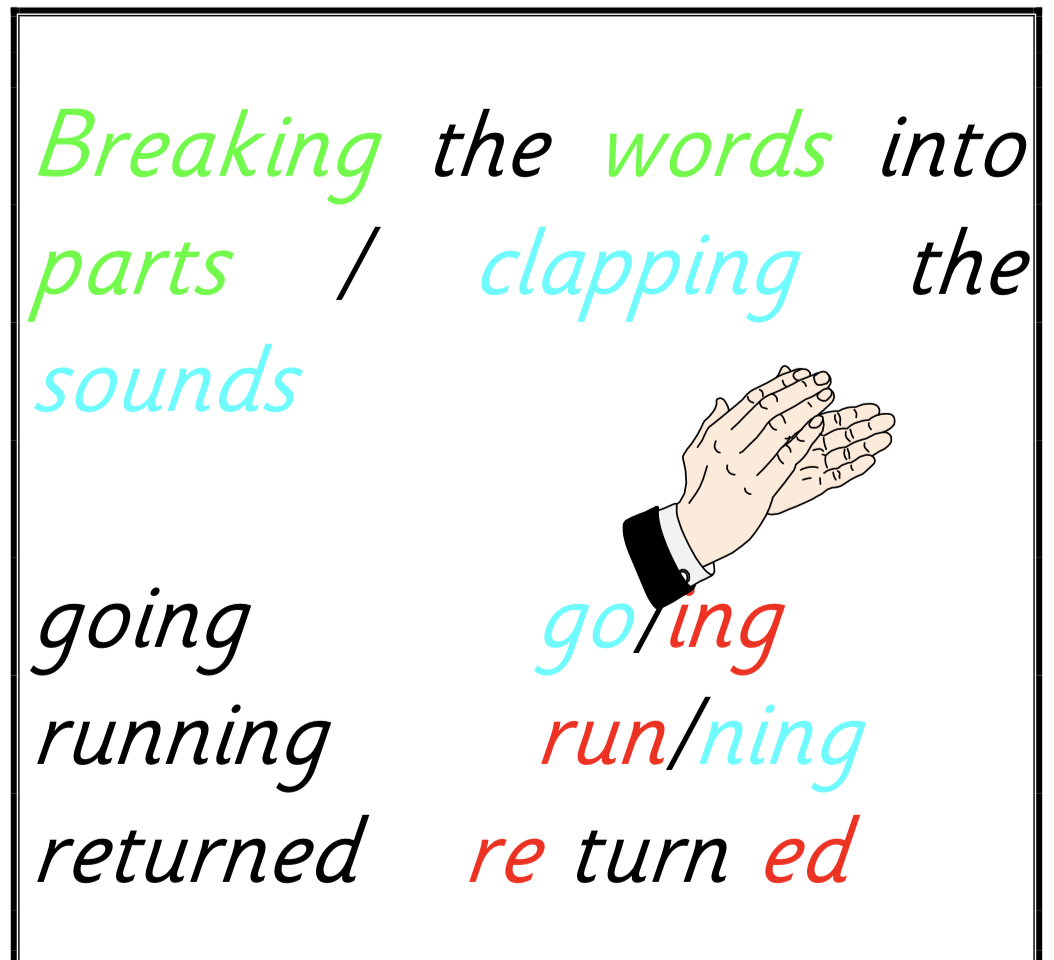 Breaking the words into
parts / clapping the
sounds
going go/ing
running run/ning
returned re turn ed